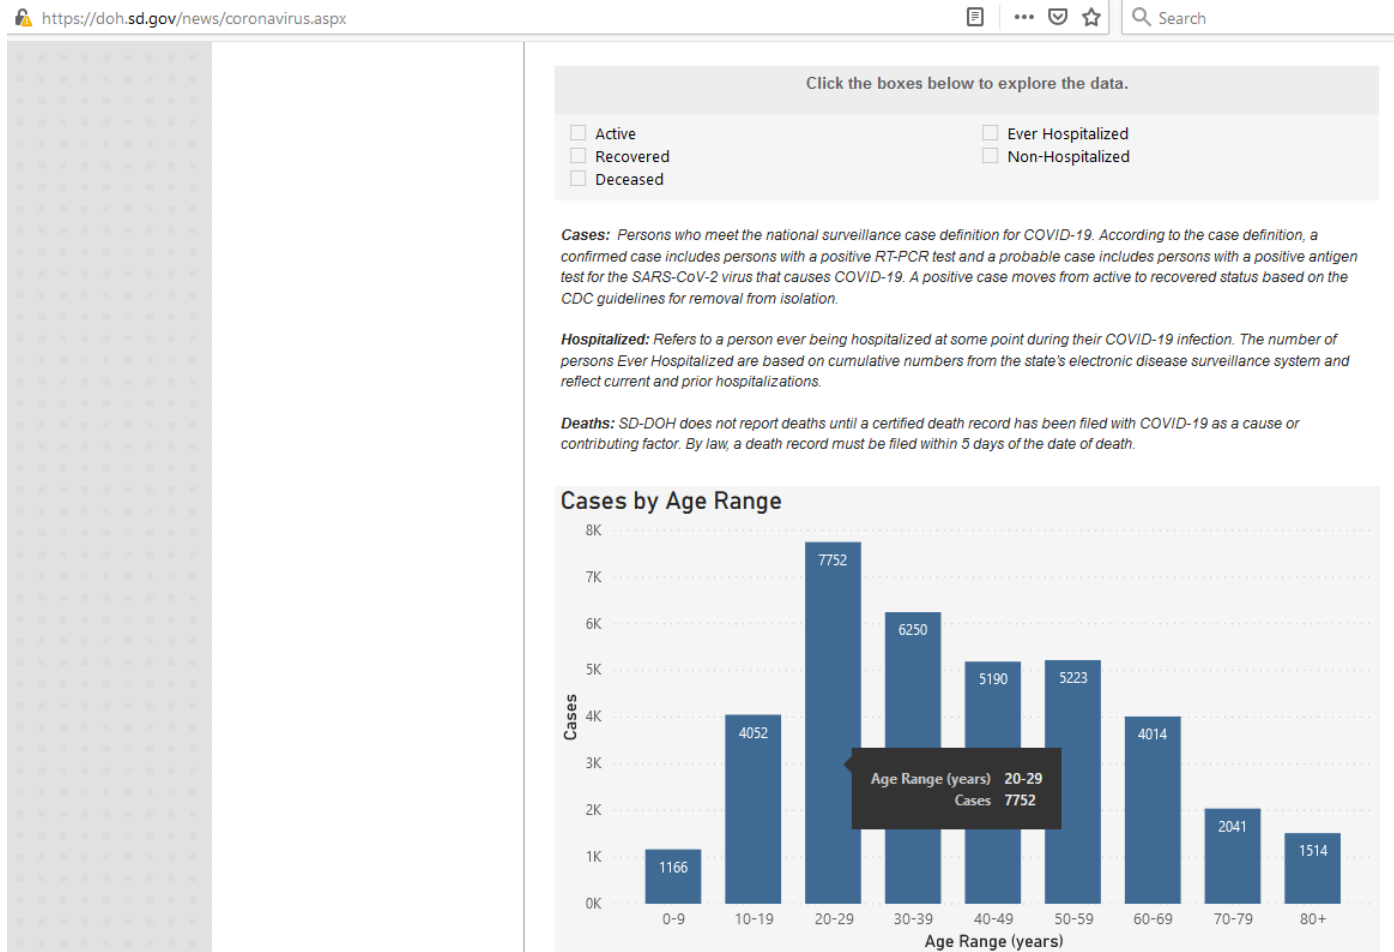 https://doh.sd.gov/news/coronavirus.aspx
Search
Click the boxes below to explore the data.
Active
Ever Hospitalized
Recovered
Non-Hospitalized
Deceased
Cases: Persons who meet the national surveillance case definition for COVID-19. According to the case definition, a
confirmed case includes persons with a positive RT-PCR test and a probable case includes persons with a positive antigen
test for the SARS-CoV-2 virus that causes COVID-19. A positive case moves from active to recovered status based on the
CDC guidelines for removal from isolation.
Hospitalized: Refers to a person ever being hospitalized at some point during their COVID-19 infection. The number of
persons Ever Hospitalized are based on cumulative numbers from the state's electronic disease surveillance system and
reflect current and prior hospitalizations.
Deaths: SD-DOH does not report deaths until a certified death record has been filed with COVID-19 as a cause or
contributing factor. By law, a death record must be filed within 5 days of the date of death.
Cases by Age Range
8K
7K
6K
5K
4K
3K
2K
1K
0K
Cases
1166
4052
7752
6250
5190
5223
4014
2041
1514
Age Range (years) 20-29
Cases 7752
0-9 10-19 20-29 30-39 40-49 50-59 60-69 70-79 80+
Age Range (years)